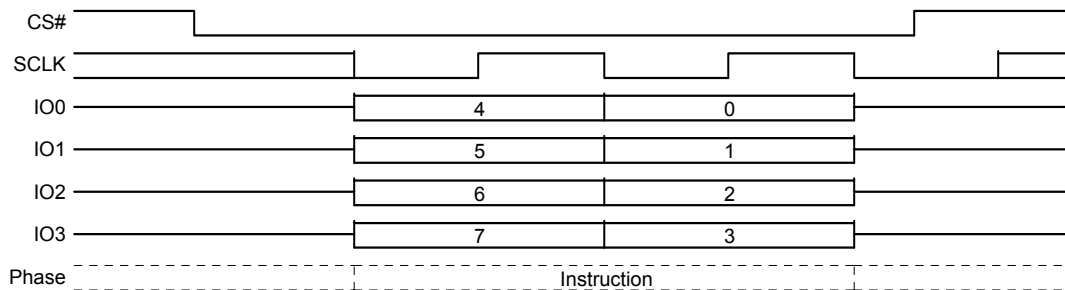 CS#
SCLK
IO0 4 0
IO1 5 1
IO2 6 2
IO3 7 3
Phase Instruction